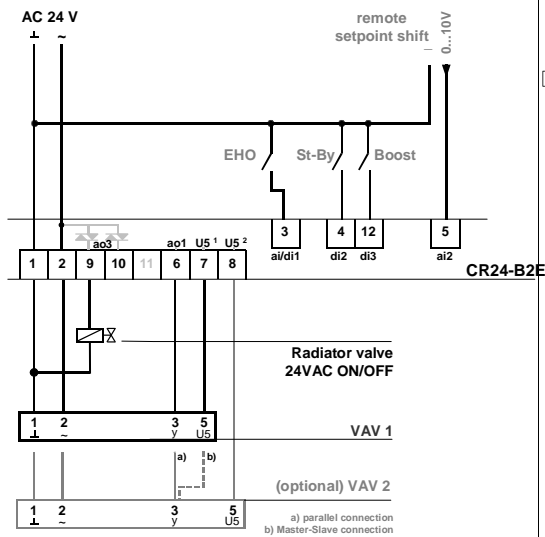 AC 24 V
⊥ ~
remote
setpoint shift
–
0...10V
EHO
St-By
Boost
3 4 12 5
ai/di1 di2 di3 ai2
ao3 ao1 U5 1 U5 2
1 2 9 10 11 6 7 8
CR24-B2E
Radiator valve
24VAC ON/OFF
1 2 3 5
⊥ ~ y U5
VAV 1
a) b)
(optional) VAV 2
1 2 3 5
⊥ ~ y U5
a) parallel connection
b) Master-Slave connection